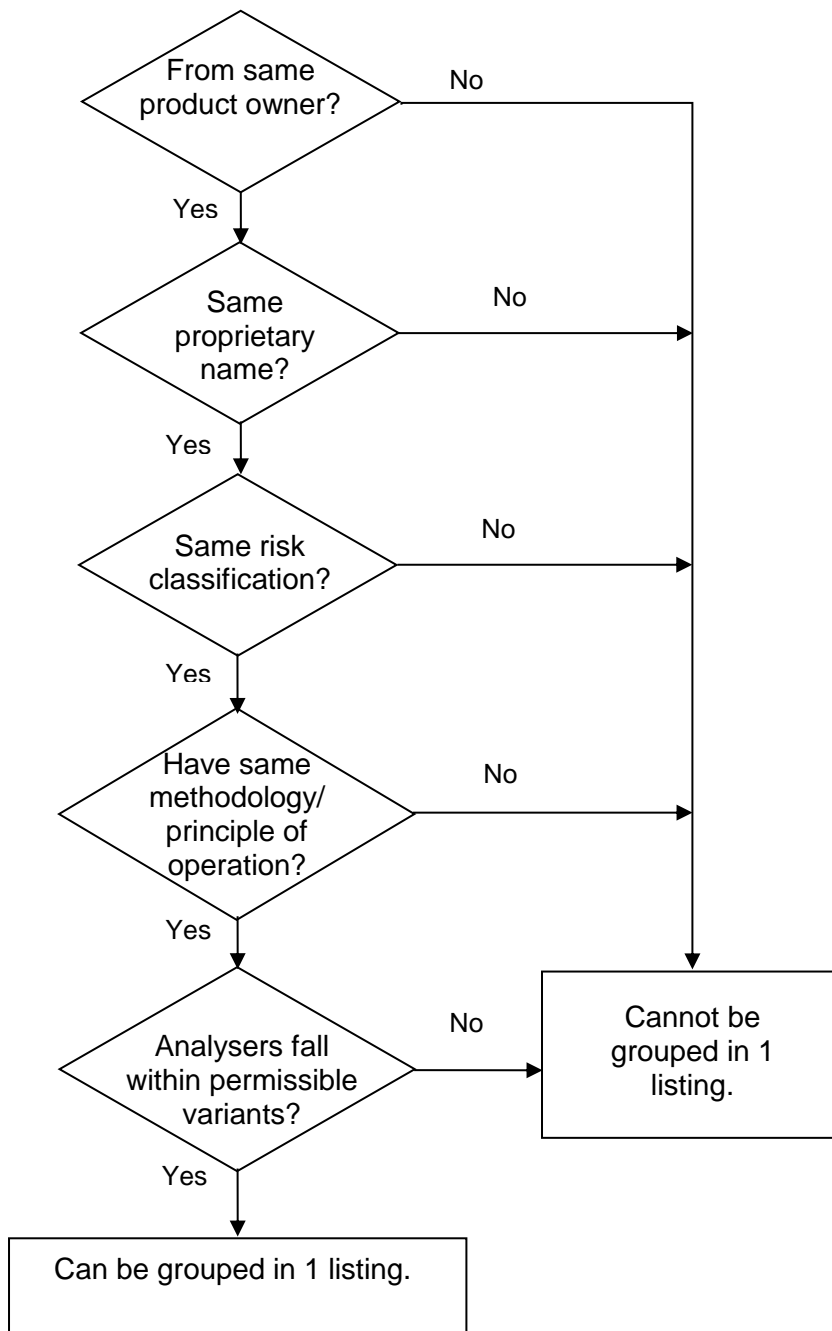 From same
product owner?
No
Yes
Same
proprietary
name?
No
Yes
Same risk
classification?
No
Yes
Have same
methodology/
principle of
operation?
No
Yes
Analysers fall
within permissible
variants?
No
Cannot be
grouped in 1
listing.
Yes
Can be grouped in 1 listing.